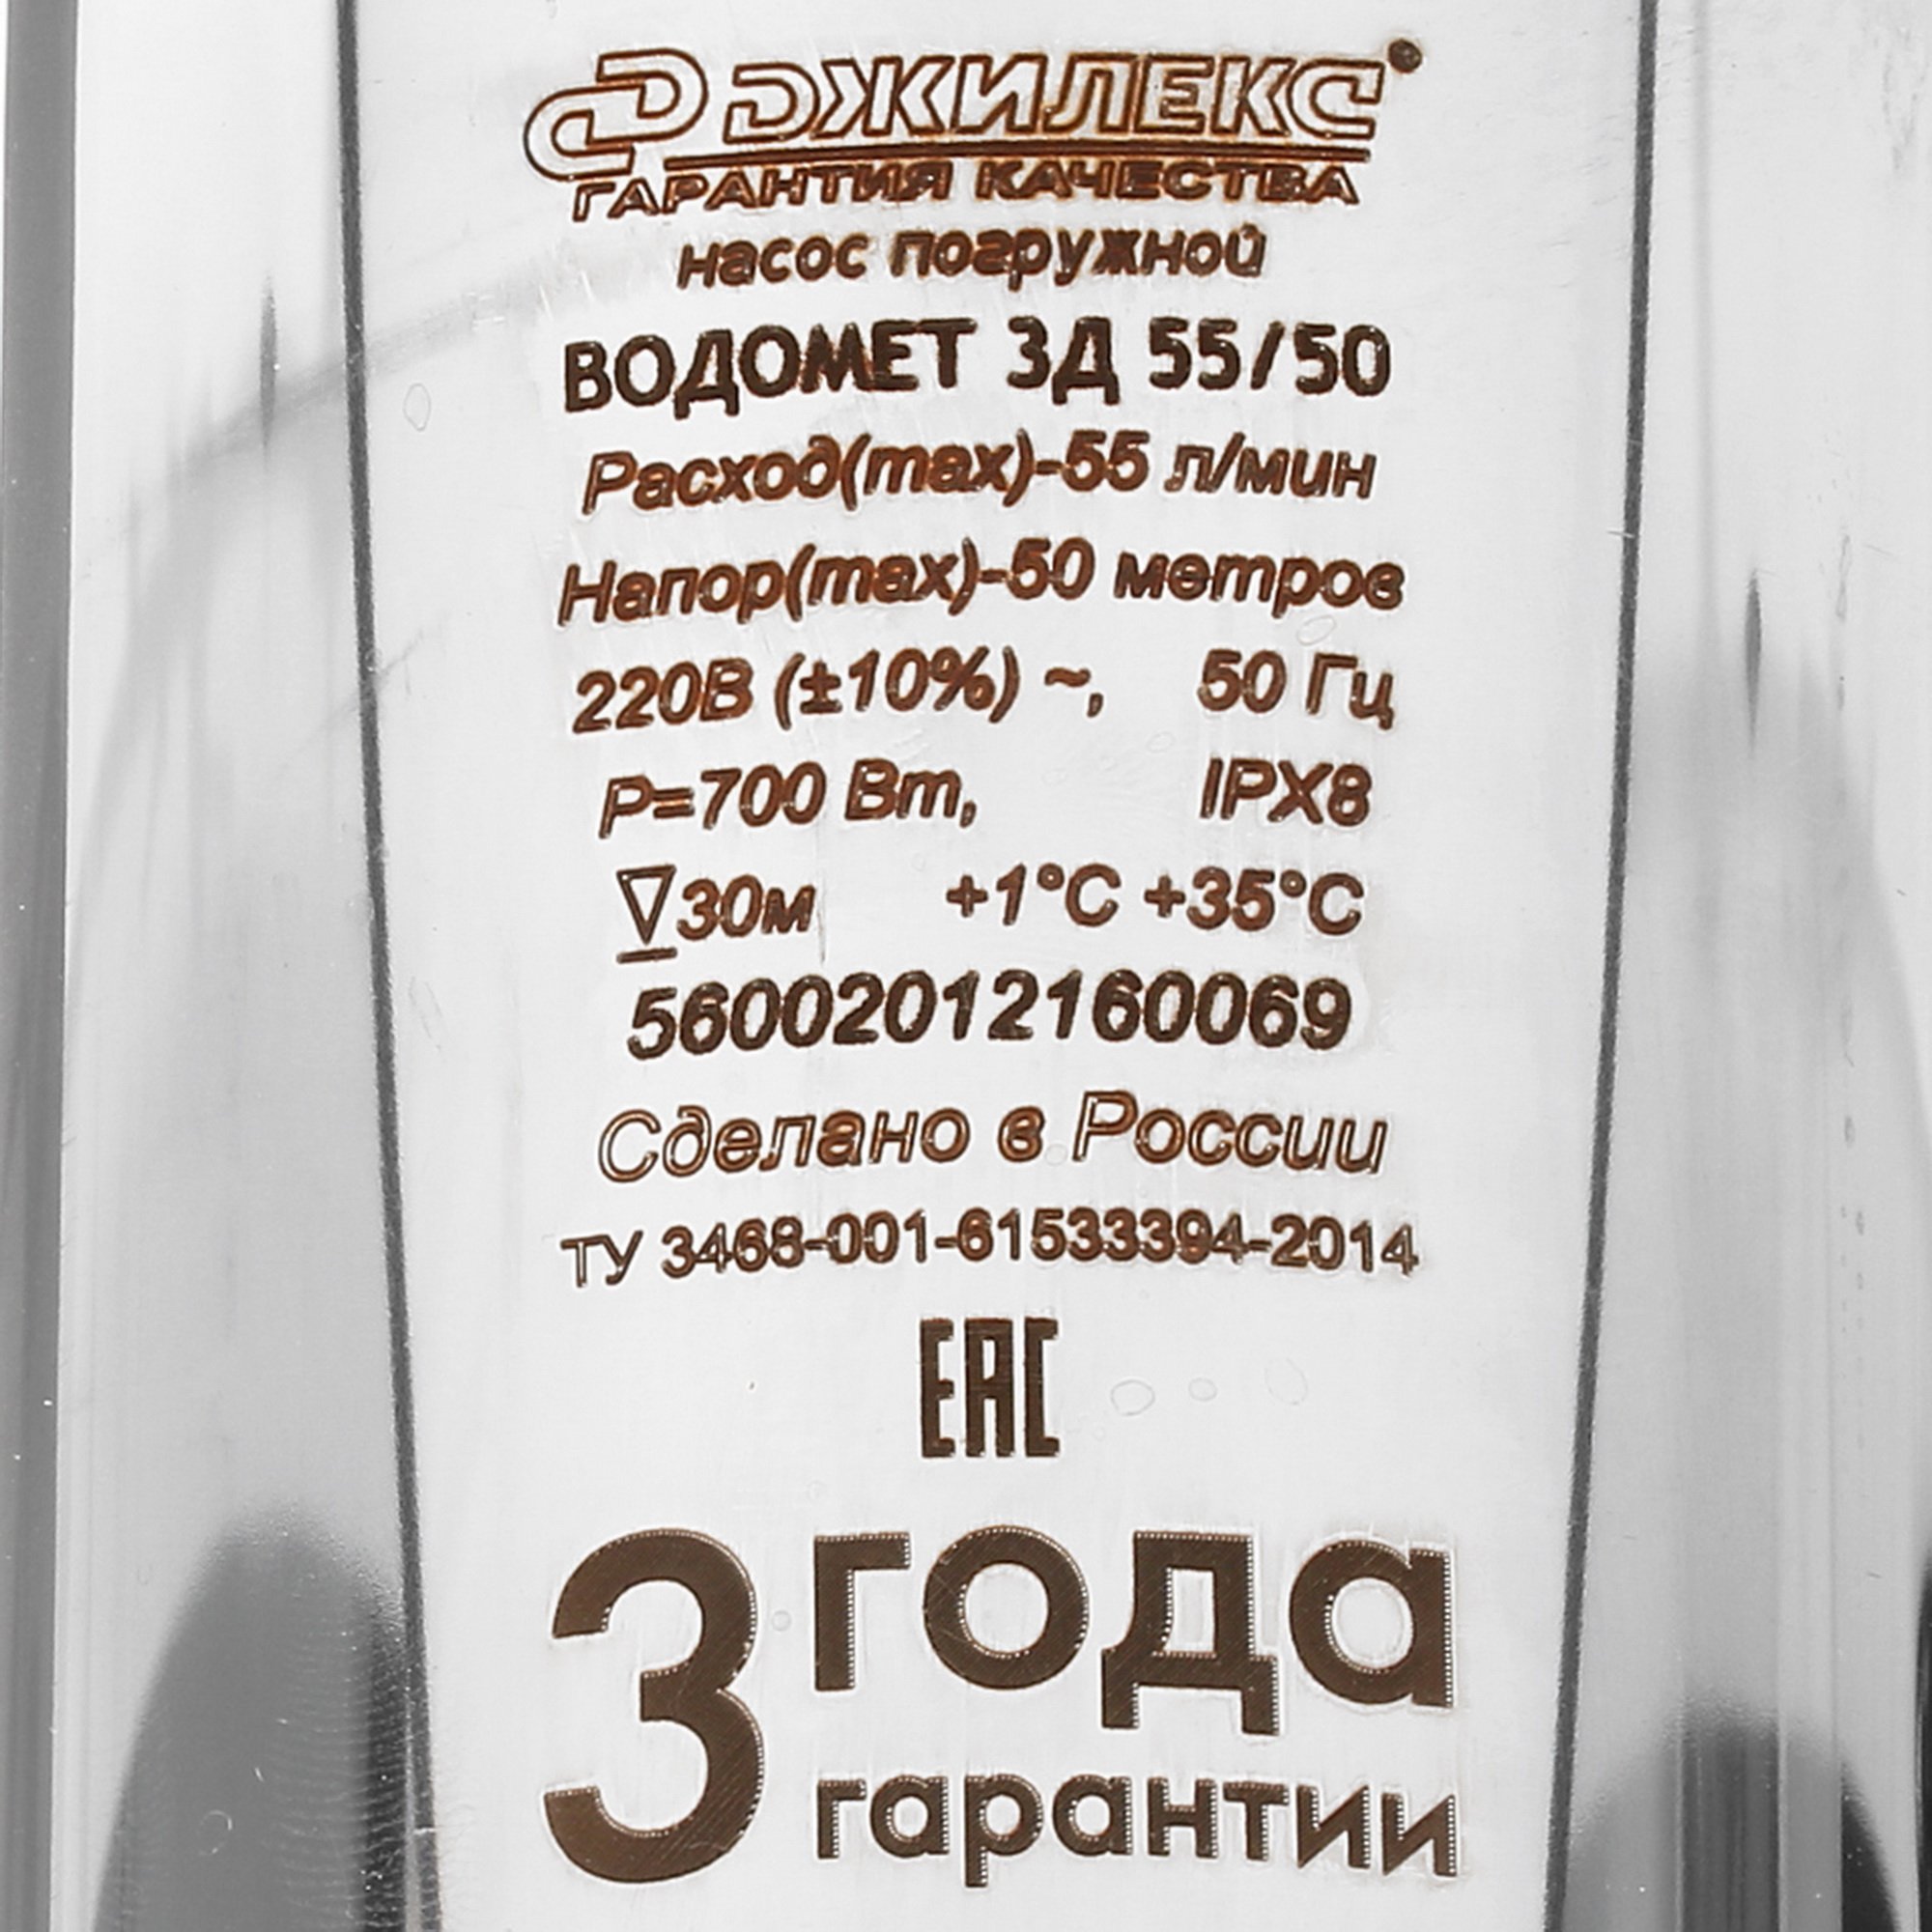 ДЖИЛЕКС
ГАРАНТИЯ КАЧЕСТВА
насос погружной
ВОДОМЕТ 3Д 55/50
Расход(max)-55 л/мин
Напор(max)-50 метров
220В (±10%) ~, 50 Гц
Р=700 Вт, IPX8
▽30м +1°С +35°С
56002012160069
Сделано в России
ТУ 3468-001-61533394-2014
EAC
3 года
гарантии